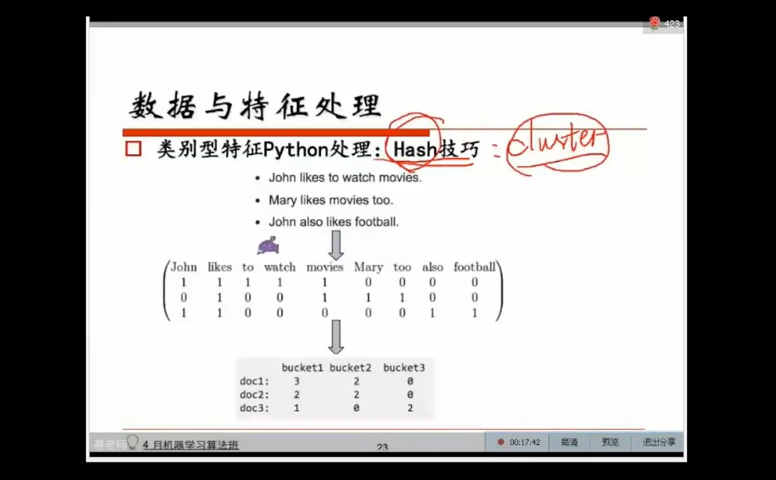 423
数据与特征处理
类别型特征Python处理：Hash技巧 : cluster
John likes to watch movies.
Mary likes movies too.
John also likes football.
John likes to watch movies Mary too also football
1 1 1 1 1 0 0 0 0
0 1 0 0 1 1 1 0 0
1 1 0 0 0 0 0 1 1
bucket1 bucket2 bucket3
doc1: 3 2 0
doc2: 2 2 0
doc3: 1 0 2
4 月机器学习算法班
23
00:17:42 高清 预览 退出分享